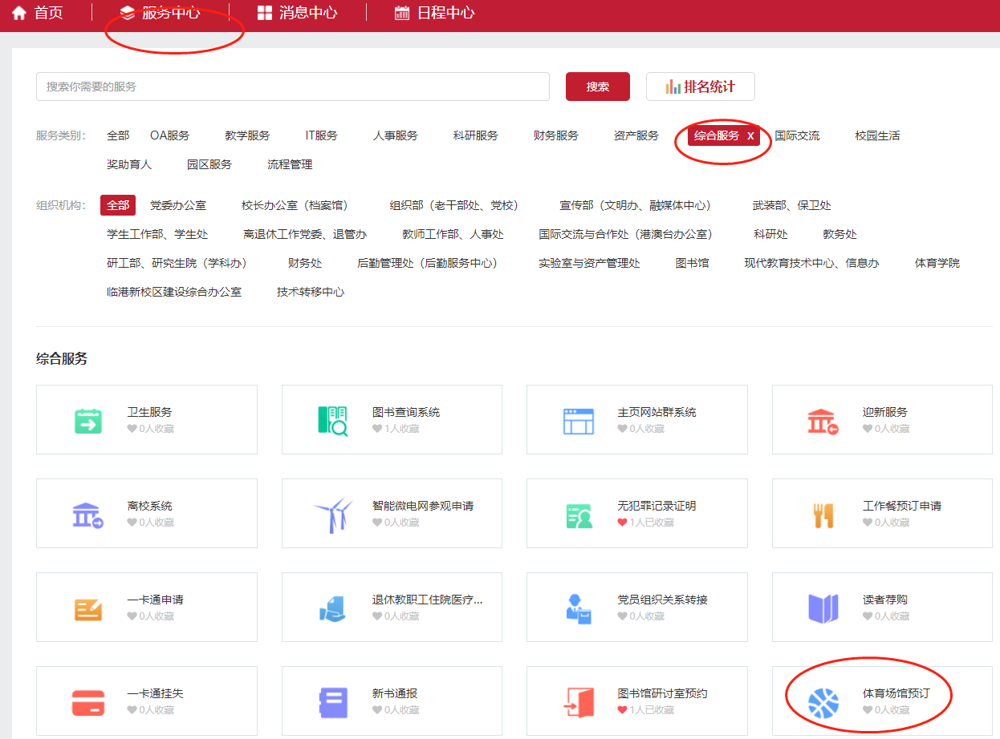 首页 服务中心 消息中心 日程中心
搜索你需要的服务 搜索 排名统计
服务类别: 全部 OA服务 教学服务 IT服务 人事服务 科研服务 财务服务 资产服务 综合服务 X 国际交流 校园生活
奖助育人 园区服务 流程管理
组织机构: 全部 党委办公室 校长办公室（档案馆） 组织部（老干部处、党校） 宣传部（文明办、融媒体中心） 武装部、保卫处
学生工作部、学生处 离退休工作党委、退管办 教师工作部、人事处 国际交流与合作处（港澳台办公室） 科研处 教务处
研工部、研究生院（学科办） 财务处 后勤管理处（后勤服务中心） 实验室与资产管理处 图书馆 现代教育技术中心、信息办 体育学院
临港新校区建设综合办公室 技术转移中心
综合服务
卫生服务 图书查询系统 主页网站群系统 迎新服务
0人收藏 1人收藏 0人收藏 0人收藏
离校系统 智能微电网参观申请 无犯罪记录证明 工作餐预订申请
0人收藏 0人收藏 1人已收藏 0人收藏
一卡通申请 退休教职工住院医疗... 党员组织关系转接 读者荐购
0人收藏 0人收藏 0人收藏 0人收藏
一卡通挂失 新书通报 图书馆研讨室预约 体育场馆预订
0人收藏 0人收藏 1人已收藏 0人收藏